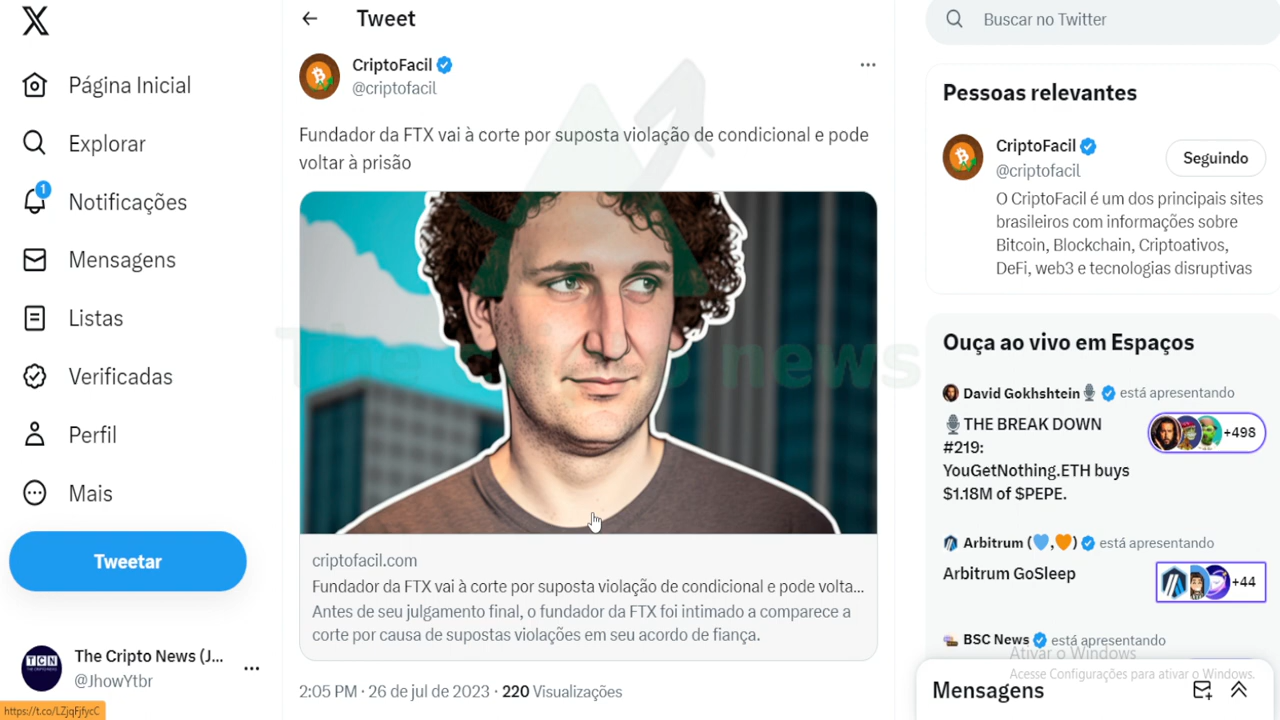 Página Inicial
Explorar
1
Notificações
Mensagens
Listas
Verificadas
Perfil
Mais
Tweetar
TCN
The Cripto News (J...
@JhowYtbr
https://t.co/LZjqFjfycC
Tweet
CriptoFacil
@criptofacil
Fundador da FTX vai à corte por suposta violação de condicional e pode
voltar à prisão
news
criptofacil.com
Fundador da FTX vai à corte por suposta violação de condicional e pode volta...
Antes de seu julgamento final, o fundador da FTX foi intimado a comparece a
corte por causa de supostas violações em seu acordo de fiança.
2:05 PM · 26 de jul de 2023 · 220 Visualizações
Buscar no Twitter
Pessoas relevantes
CriptoFacil
@criptofacil
Seguindo
O CriptoFacil é um dos principais sites
brasileiros com informações sobre
Bitcoin, Blockchain, Criptoativos,
DeFi, web3 e tecnologias disruptivas
Ouça ao vivo em Espaços
David Gokhshtein está apresentando
THE BREAK DOWN
#219:
YouGetNothing.ETH buys
$1.18M of $PEPE.
+498
Arbitrum (💙,🧡) está apresentando
Arbitrum GoSleep
+44
BSC News está apresentando
Ativar o Windows
Acesse Configurações para ativar o Windows.
Mensagens